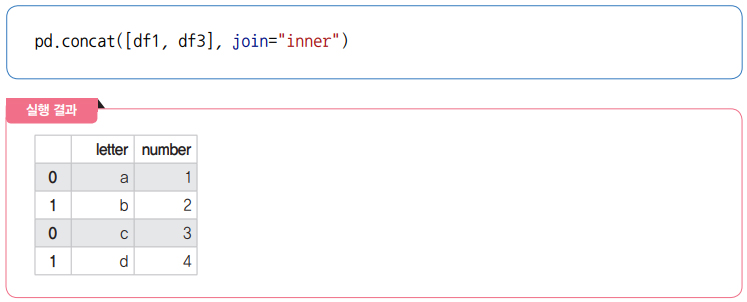 pd.concat([df1, df3], join="inner")
실행 결과
letter number
0 a 1
1 b 2
0 c 3
1 d 4